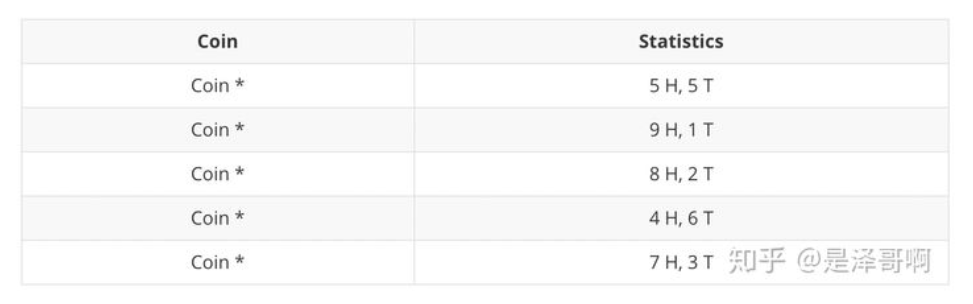 Coin Statistics
Coin * 5 H, 5 T
Coin * 9 H, 1 T
Coin * 8 H, 2 T
Coin * 4 H, 6 T
Coin * 7 H, 3 T
知乎 @是泽哥啊